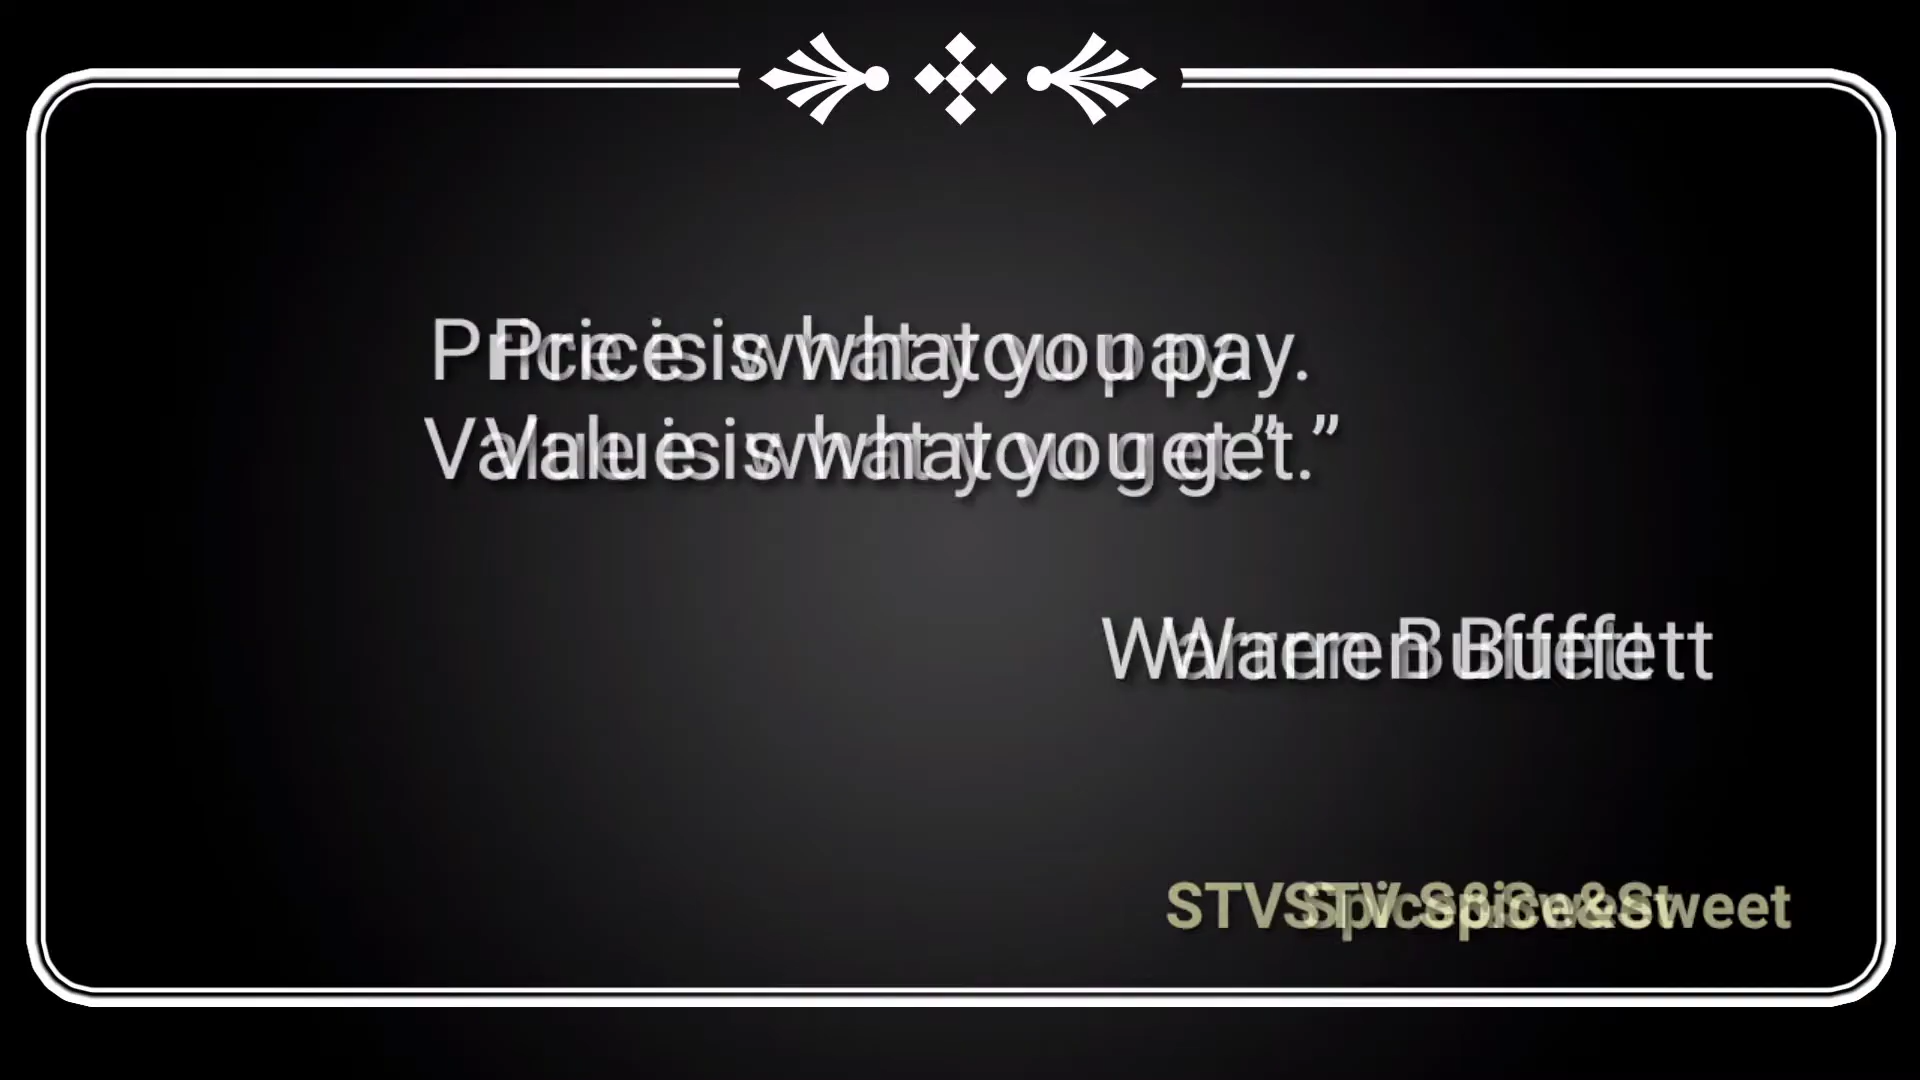 Price is what you pay.
Value is what you get.”
Warren Buffett
STV Spice&Sweet